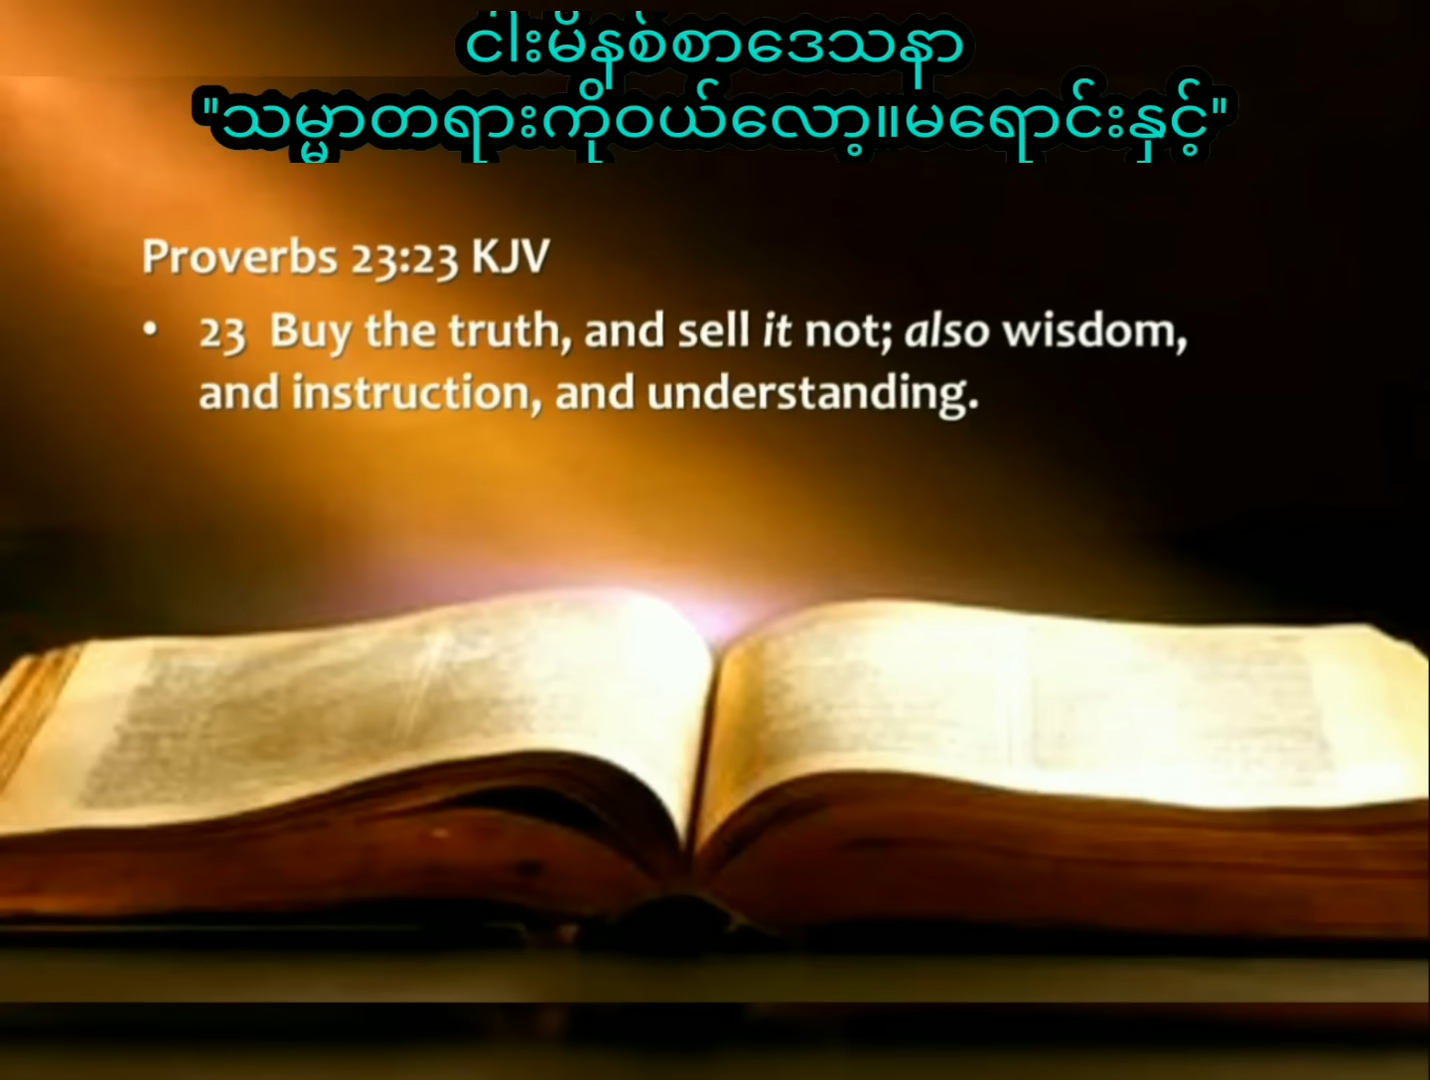 ငါးမိနစ်စာဒေသနာ
"သမ္မာတရားကိုဝယ်လော့။မရောင်းနှင့်"
Proverbs 23:23 KJV
• 23 Buy the truth, and sell it not; also wisdom,
and instruction, and understanding.